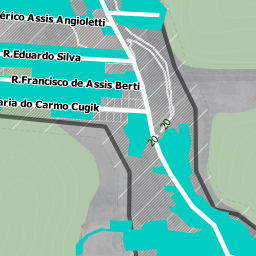 érico Assis Angioletti
R.Eduardo Silva
R.Francisco de Assis Berti
aria do Carmo Cugik
20
20